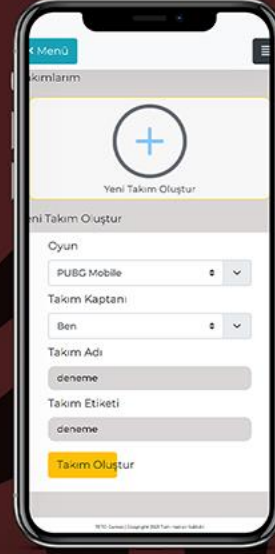 < Menü
akımlarım
Yeni Takım Oluştur
eni Takım Oluştur
Oyun
PUBG Mobile
Takım Kaptanı
Ben
Takım Adı
deneme
Takım Etiketi
deneme
Takım Oluştur